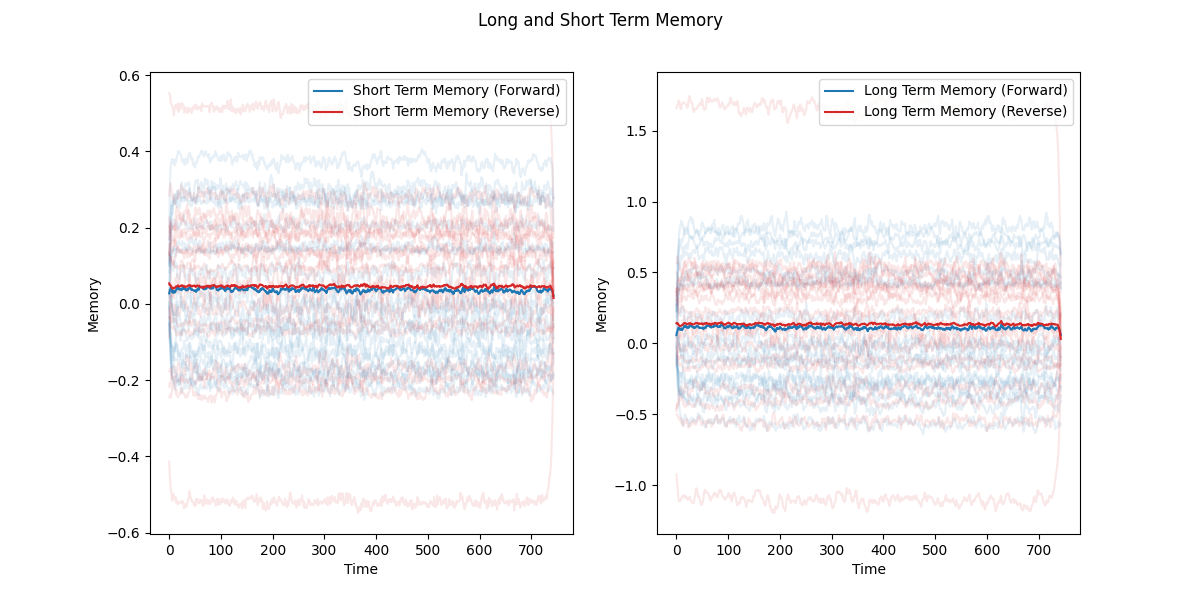 Long and Short Term Memory
Short Term Memory (Forward)
Short Term Memory (Reverse)
0.6
0.4
0.2
0.0
−0.2
−0.4
−0.6
Memory
0 100 200 300 400 500 600 700
Time
Long Term Memory (Forward)
Long Term Memory (Reverse)
1.5
1.0
0.5
0.0
−0.5
−1.0
Memory
0 100 200 300 400 500 600 700
Time